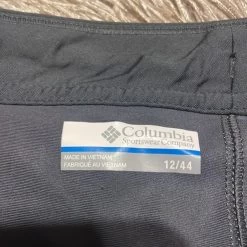 Columbia
Sportswear Company
MADE IN VIETNAM
FABRIQUÉ AU VIETNAM
12/44